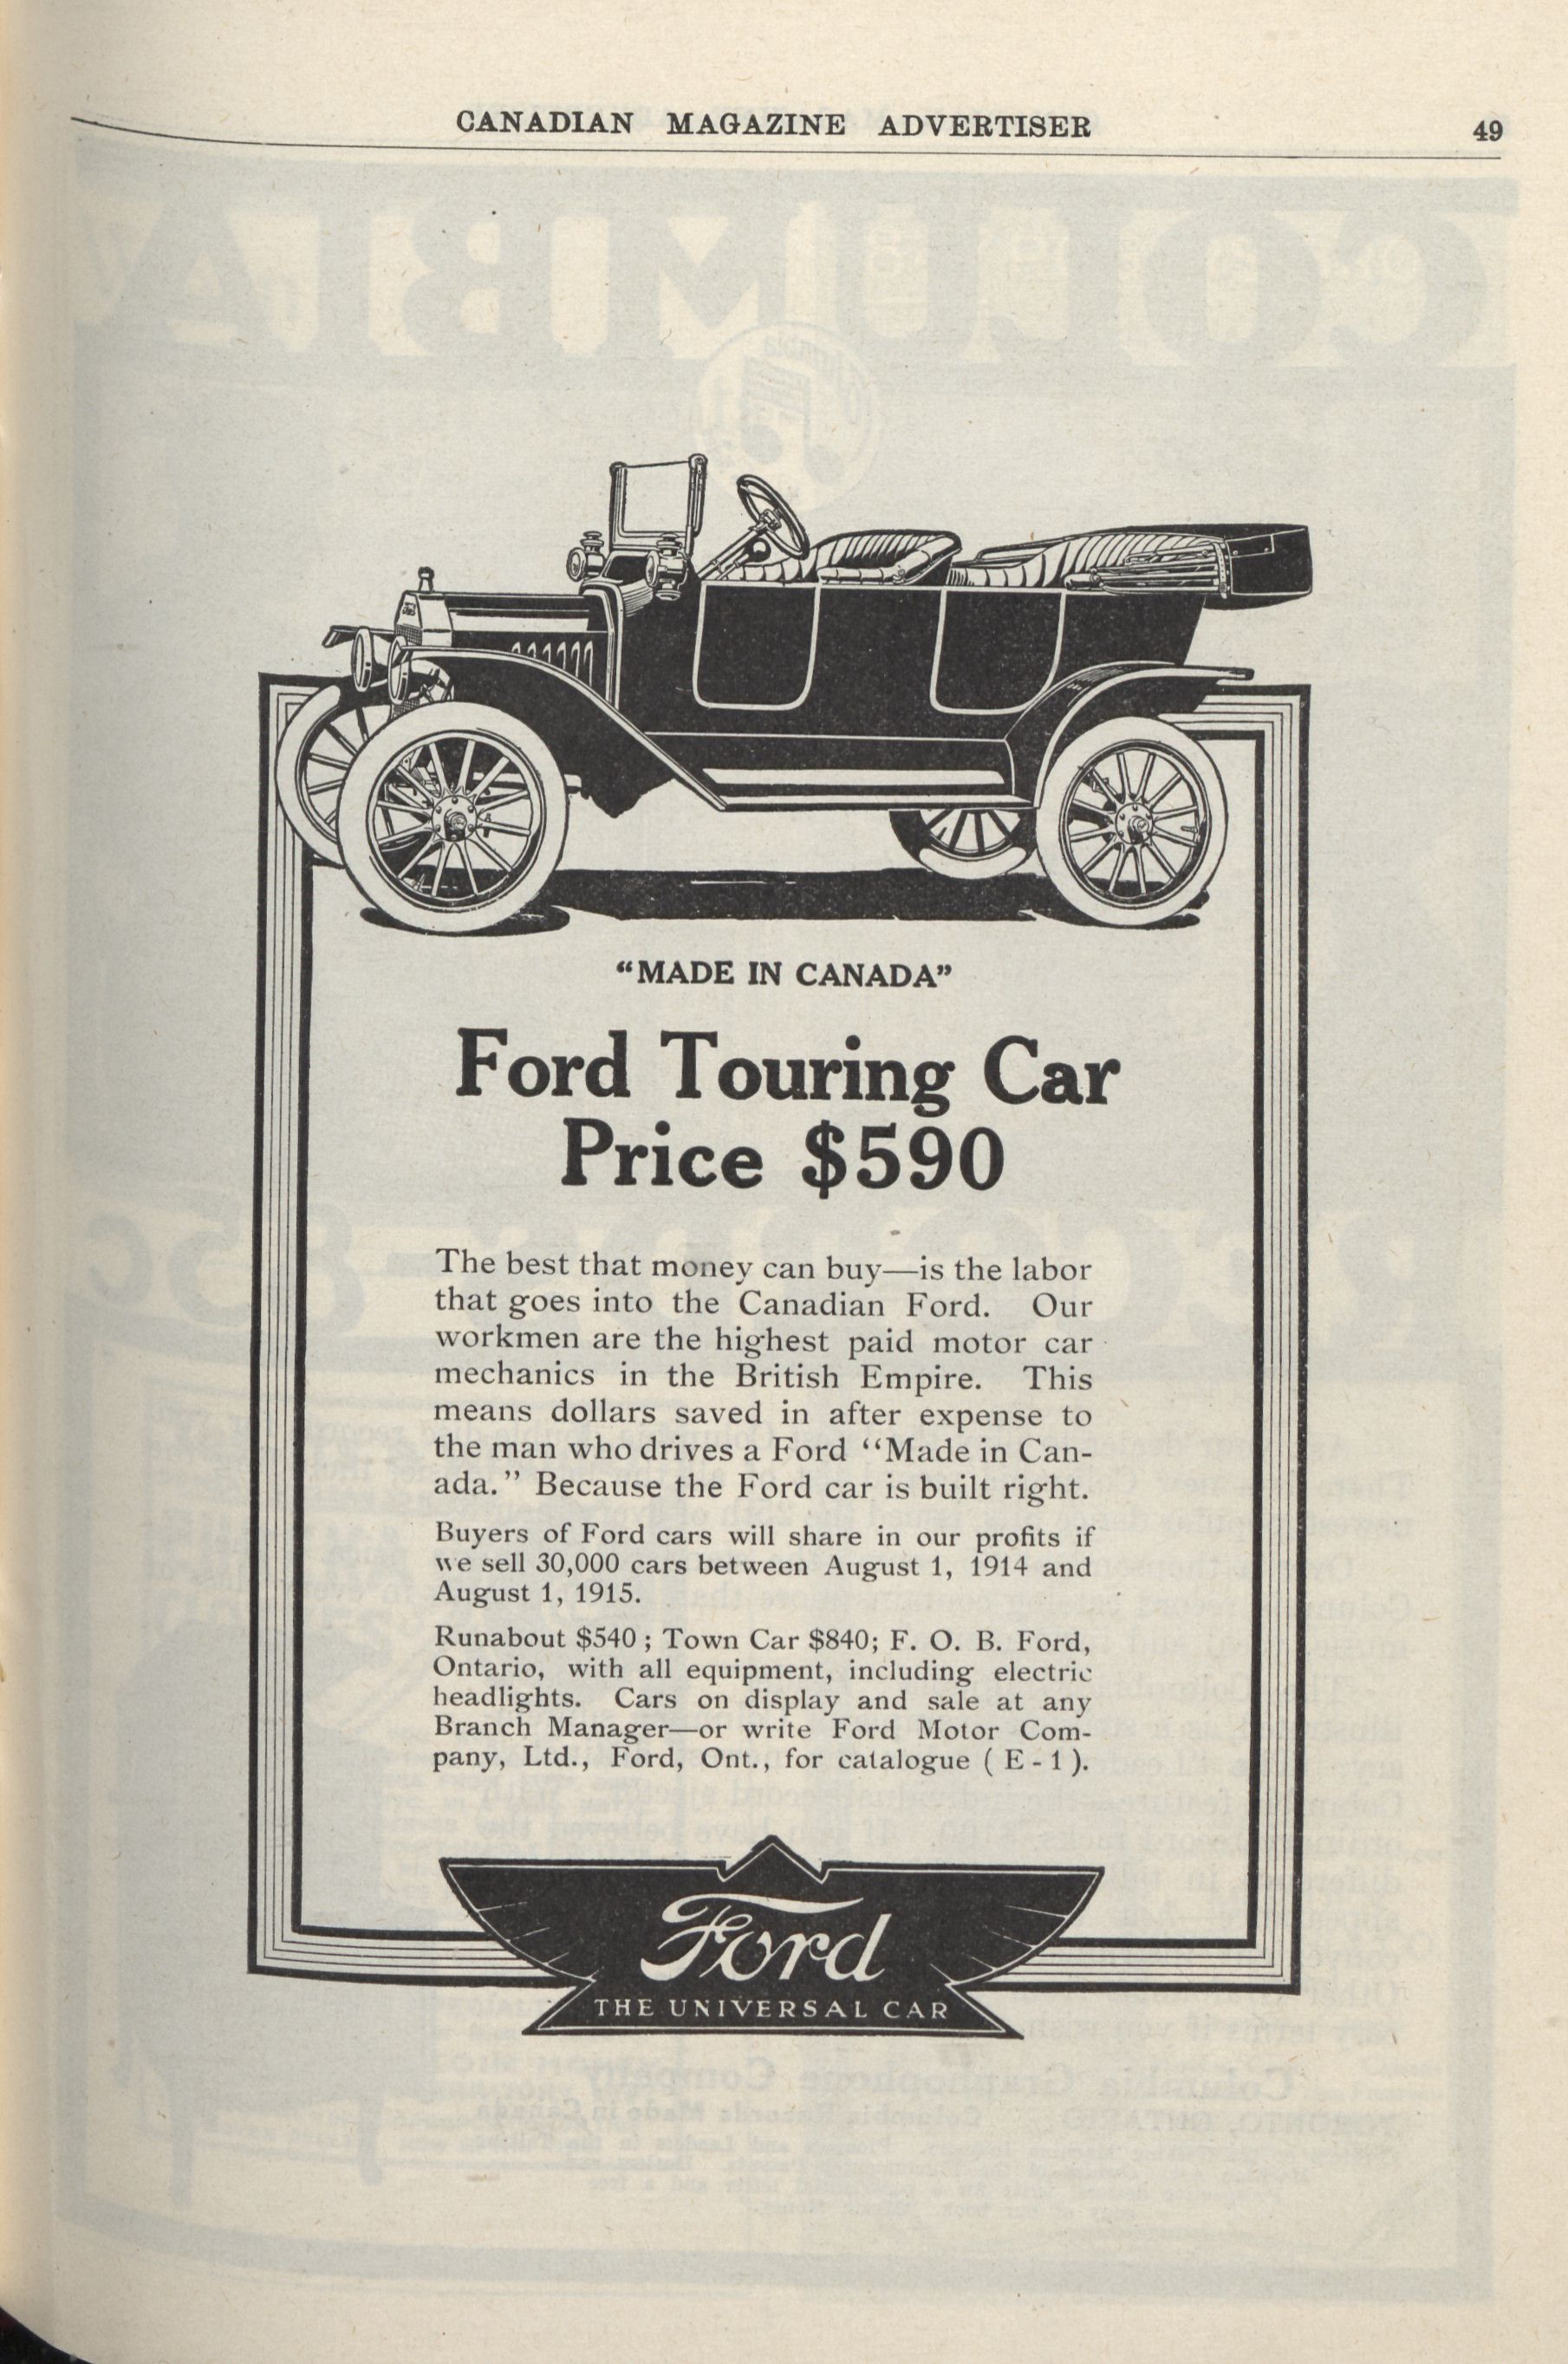 CANADIAN MAGAZINE ADVERTISER 49
“MADE IN CANADA”
Ford Touring Car
Price $590
The best that money can buy—is the labor
that goes into the Canadian Ford. Our
workmen are the highest paid motor car
mechanics in the British Empire. This
means dollars saved in after expense to
the man who drives a Ford “Made in Can-
ada.” Because the Ford car is built right.
Buyers of Ford cars will share in our profits if
we sell 30,000 cars between August 1, 1914 and
August 1, 1915.
Runabout $540 ; Town Car $840; F. O. B. Ford,
Ontario, with all equipment, including electric
headlights. Cars on display and sale at any
Branch Manager—or write Ford Motor Com-
pany, Ltd., Ford, Ont., for catalogue ( E - 1 ).
Ford
THE UNIVERSAL CAR